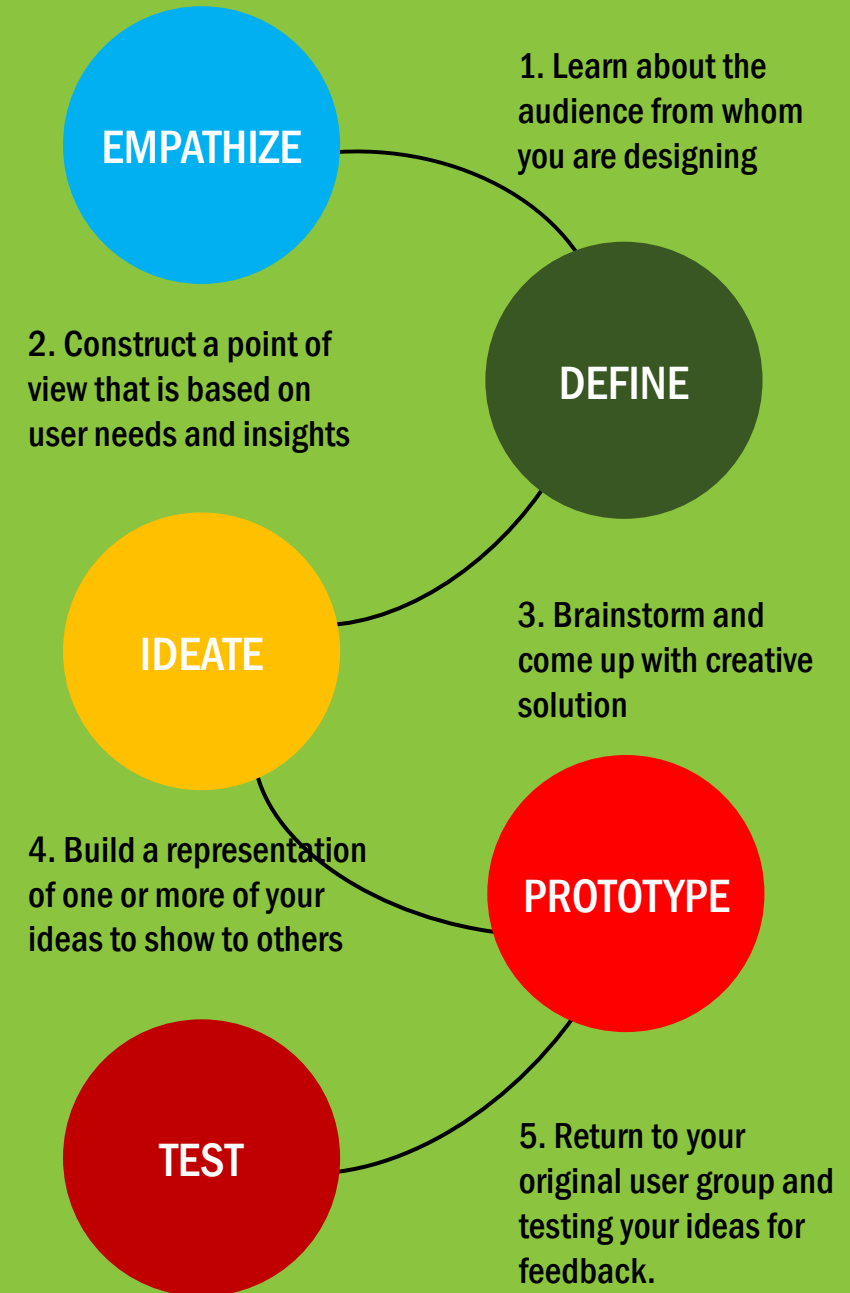 EMPATHIZE
1. Learn about the
audience from whom
you are designing
DEFINE
2. Construct a point of
view that is based on
user needs and insights
IDEATE
3. Brainstorm and
come up with creative
solution
PROTOTYPE
4. Build a representation
of one or more of your
ideas to show to others
TEST
5. Return to your
original user group and
testing your ideas for
feedback.